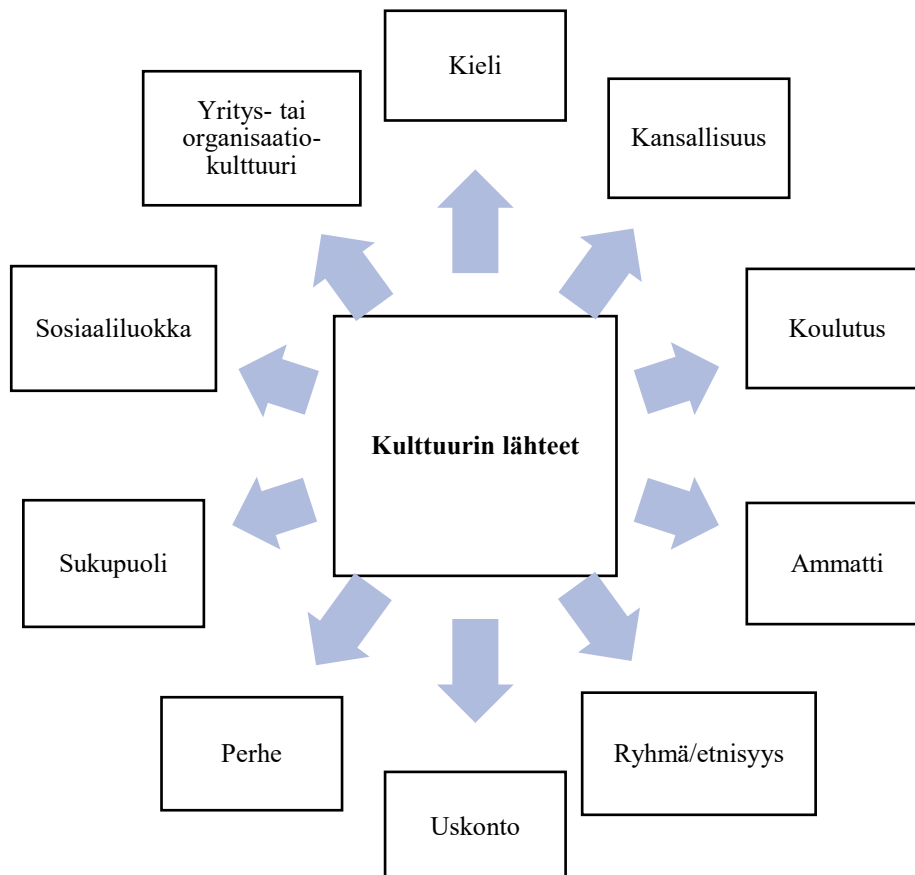 Kieli
Yritys- tai
organisaatio-
kulttuuri
Kansallisuus
Sosiaaliluokka
Koulutus
Kulttuurin lähteet
Sukupuoli
Ammatti
Perhe
Ryhmä/etnisyys
Uskonto